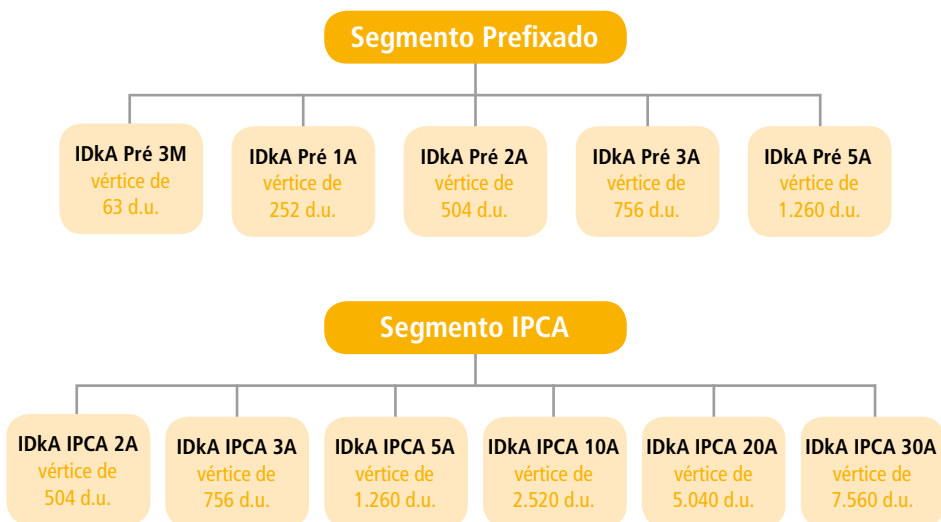 Segmento Prefixado
IDkA Pré 3M
vértice de
63 d.u.
IDkA Pré 1A
vértice de
252 d.u.
IDkA Pré 2A
vértice de
504 d.u.
IDkA Pré 3A
vértice de
756 d.u.
IDkA Pré 5A
vértice de
1.260 d.u.
Segmento IPCA
IDkA IPCA 2A
vértice de
504 d.u.
IDkA IPCA 3A
vértice de
756 d.u.
IDkA IPCA 5A
vértice de
1.260 d.u.
IDkA IPCA 10A
vértice de
2.520 d.u.
IDkA IPCA 20A
vértice de
5.040 d.u.
IDkA IPCA 30A
vértice de
7.560 d.u.